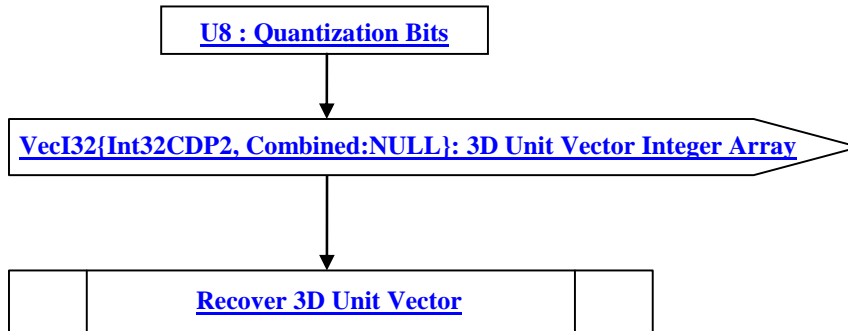 U8 : Quantization Bits
VecI32{Int32CDP2, Combined:NULL}: 3D Unit Vector Integer Array
Recover 3D Unit Vector